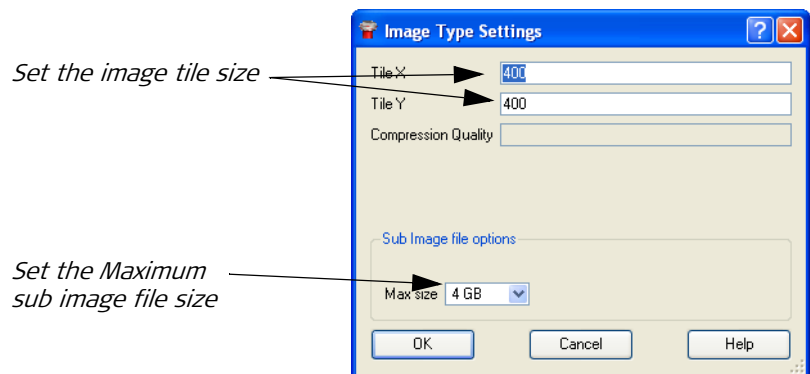 Image Type Settings
Set the image tile size
Tile X 400
Tile Y 400
Compression Quality
Sub Image file options
Set the Maximum
sub image file size
Max size 4 GB
OK Cancel Help